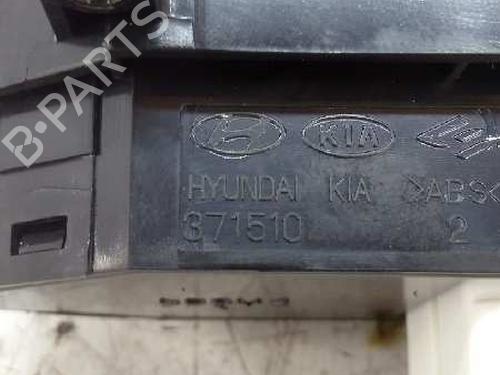 B-PARTS
KIA
HYUNDAI KIA >ABS<
371510 2